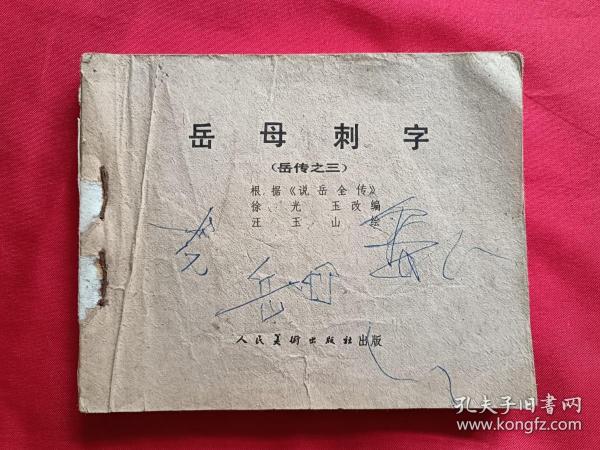 岳母刺字
(岳传之三)
根据《说岳全传》
徐光玉改编
汪玉山绘
岳母
人民美术出版社出版
孔夫子旧书网
www.kongfz.com